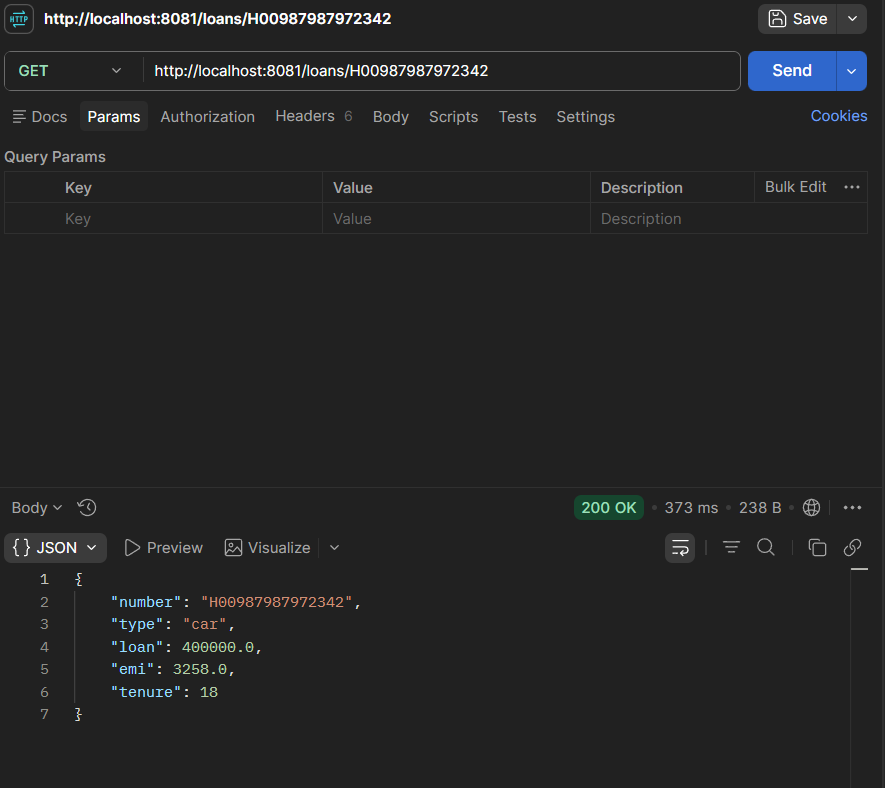 HTTP http://localhost:8081/loans/H00987987972342 Save
GET http://localhost:8081/loans/H00987987972342 Send
Docs Params Authorization Headers 6 Body Scripts Tests Settings Cookies
Query Params
Key Value Description Bulk Edit
Key Value Description
Body 200 OK 373 ms 238 B
{} JSON Preview Visualize
1 {
2 "number": "H00987987972342",
3 "type": "car",
4 "loan": 400000.0,
5 "emi": 3258.0,
6 "tenure": 18
7 }